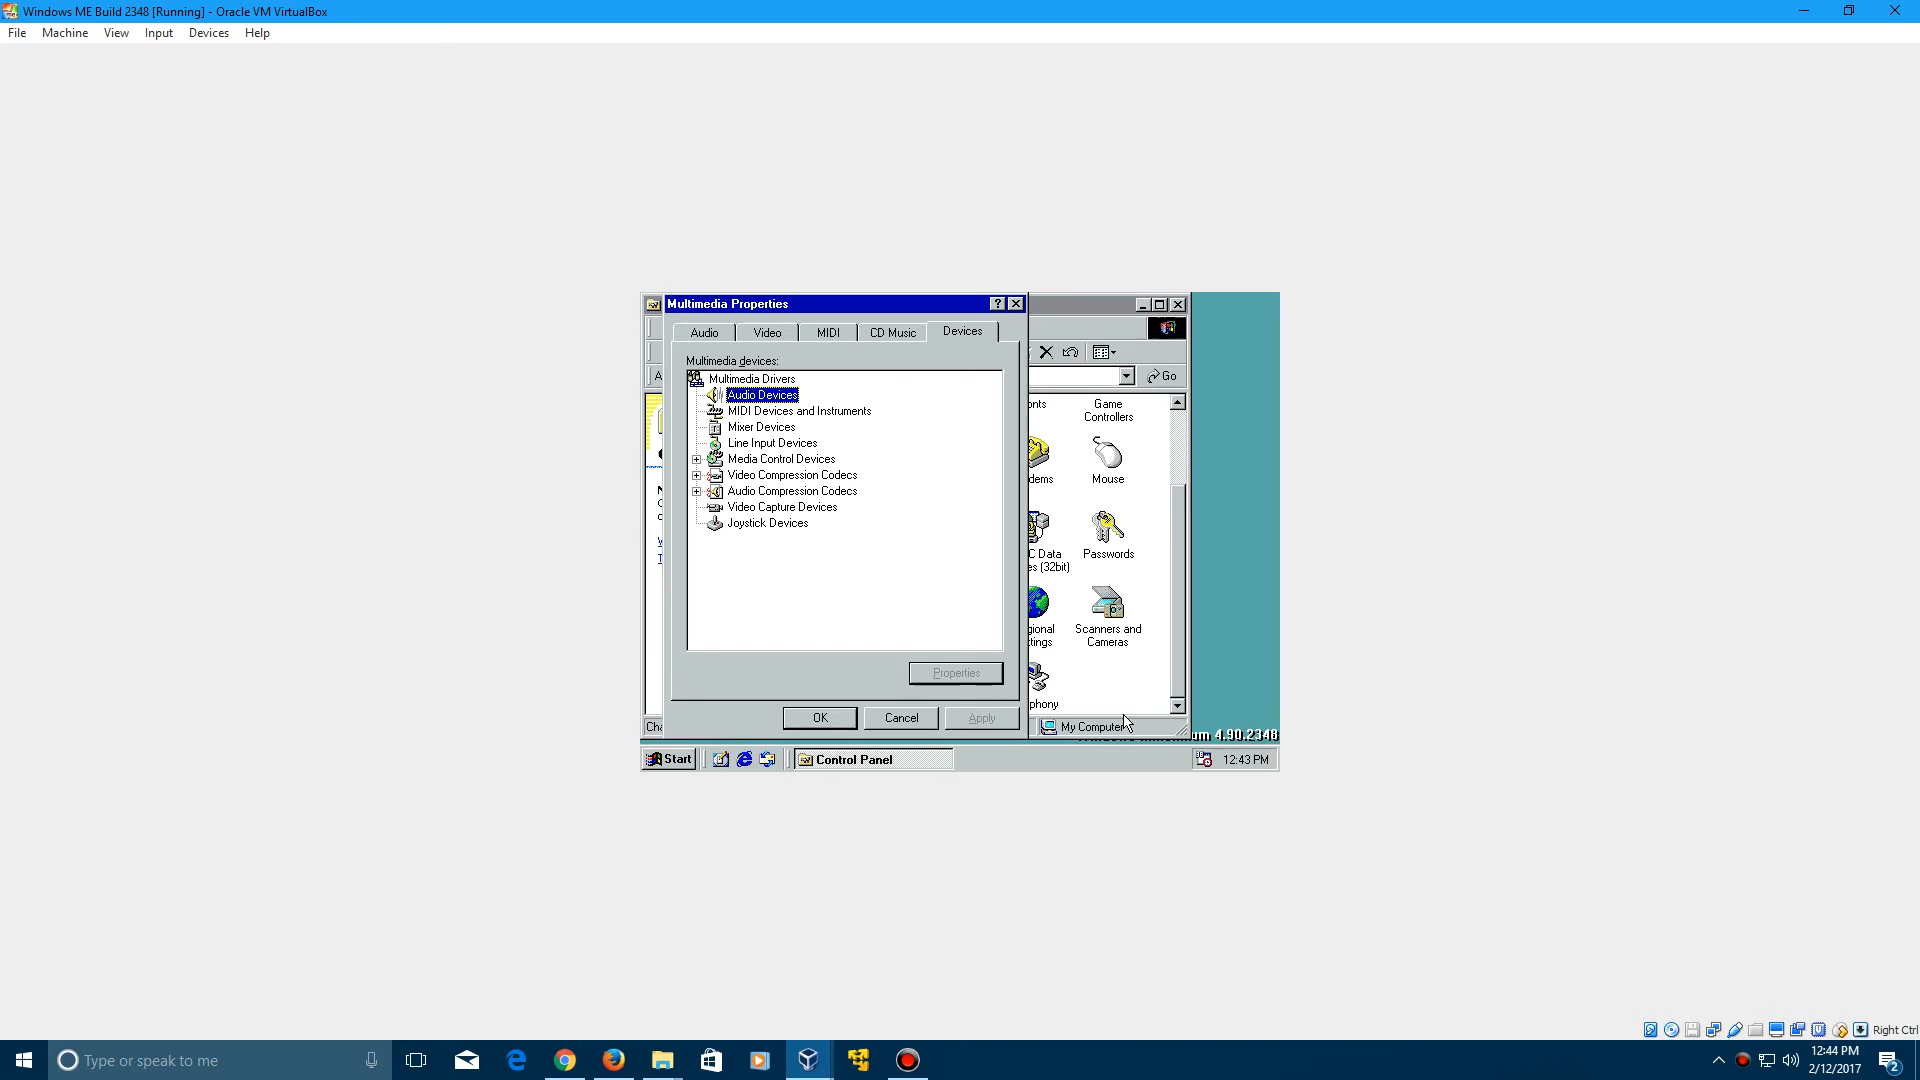 Windows ME Build 2348 [Running] - Oracle VM VirtualBox
File Machine View Input Devices Help
Multimedia Properties
Audio Video MIDI CD Music Devices
Multimedia devices:
Multimedia Drivers
Audio Devices
MIDI Devices and Instruments
Mixer Devices
Line Input Devices
Media Control Devices
Video Compression Codecs
Audio Compression Codecs
Video Capture Devices
Joystick Devices
Properties
OK Cancel Apply
Go
Game
Controllers
Mouse
C Data
(32bit)
Passwords
Scanners and
Cameras
My Computer
4.90.2348
Start Control Panel 12:43 PM
Right Ctrl
Type or speak to me
12:44 PM
2/12/2017
2